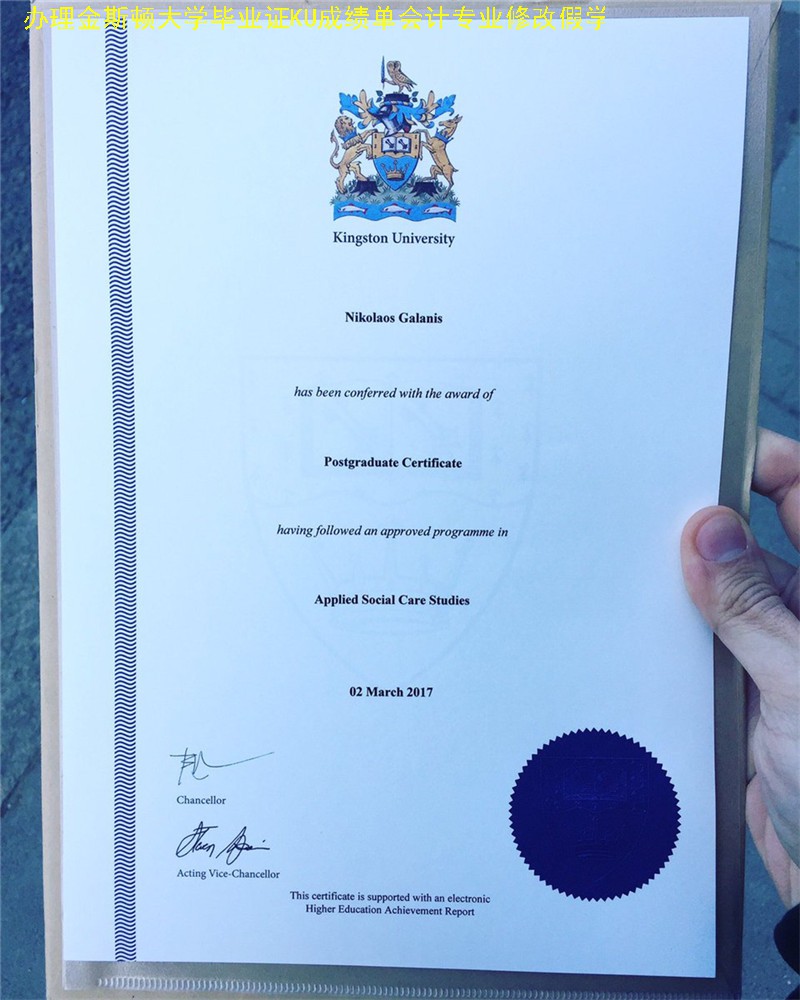 办理金斯顿大学毕业证KU成绩单会计专业修改假学
Kingston University
Nikolaos Galanis
has been conferred with the award of
Postgraduate Certificate
having followed an approved programme in
Applied Social Care Studies
02 March 2017
Chancellor
Acting Vice-Chancellor
This certificate is supported with an electronic
Higher Education Achievement Report